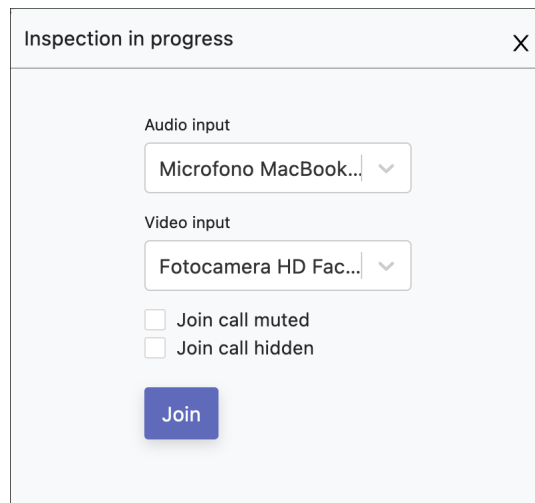 Inspection in progress
X
Audio input
Microfono MacBook...
Video input
Fotocamera HD Fac...
Join call muted
Join call hidden
Join